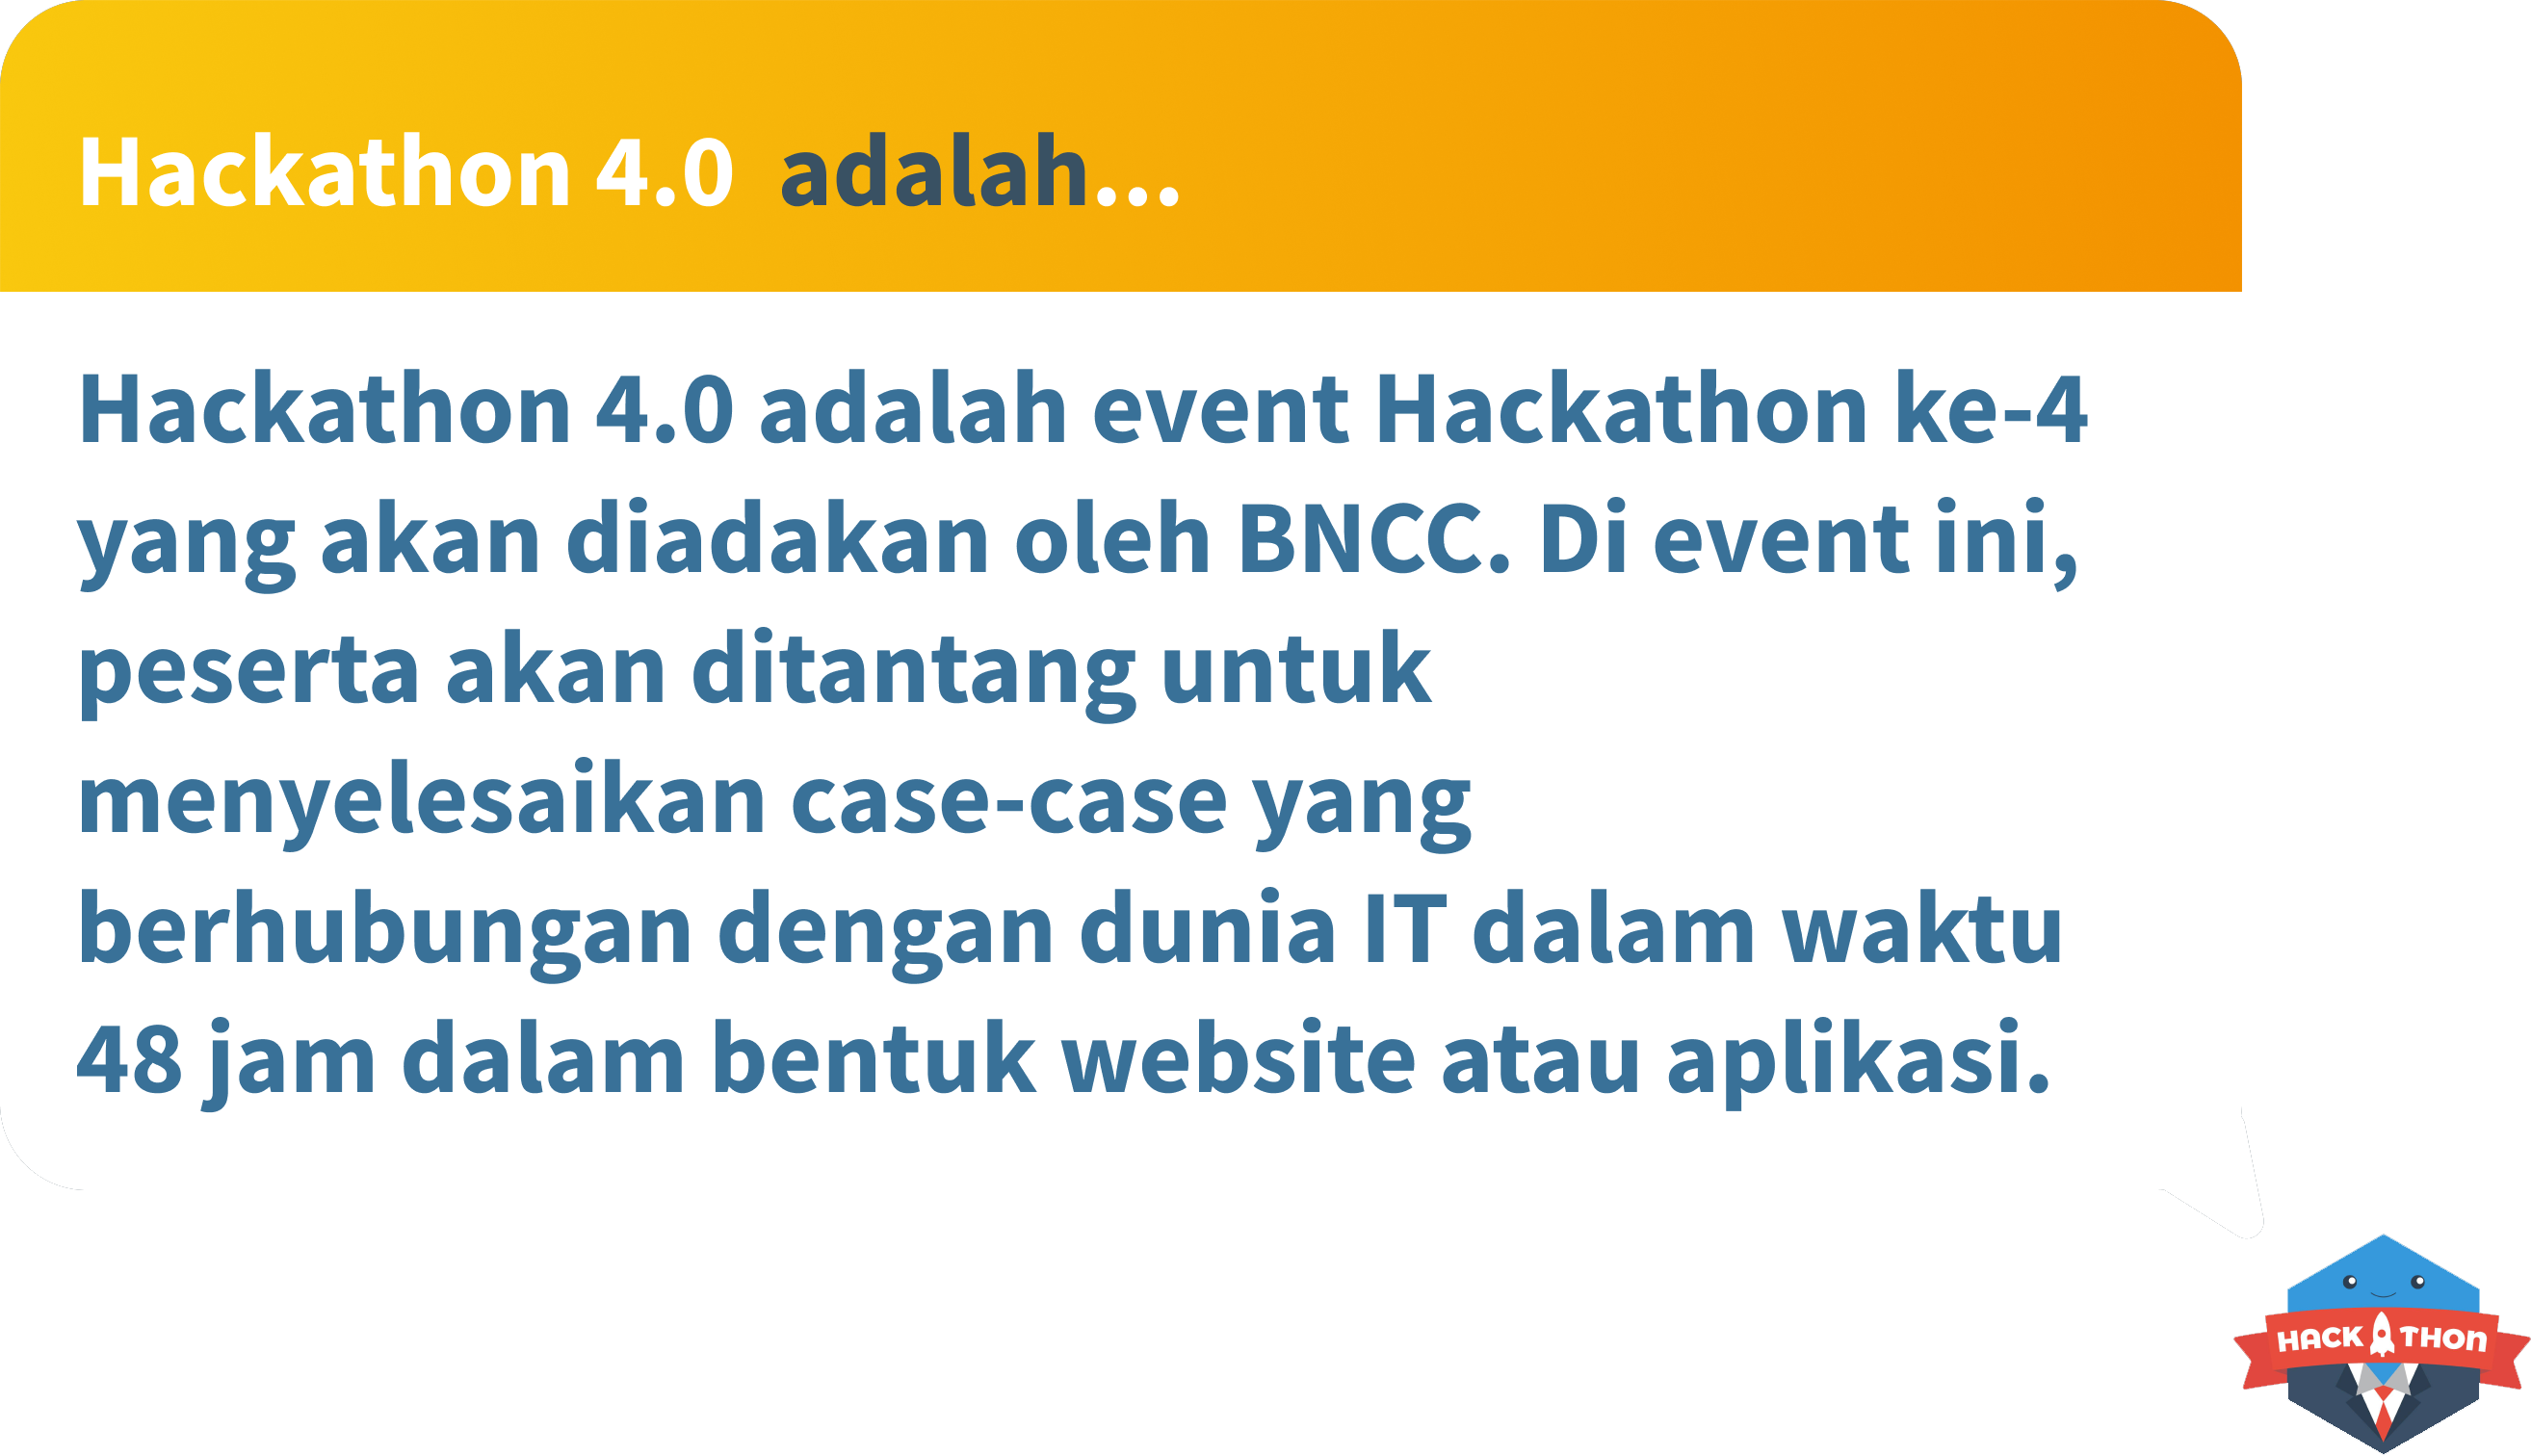 Hackathon 4.0 adalah...
Hackathon 4.0 adalah event Hackathon ke-4
yang akan diadakan oleh BNCC. Di event ini,
peserta akan ditantang untuk
menyelesaikan case-case yang
berhubungan dengan dunia IT dalam waktu
48 jam dalam bentuk website atau aplikasi.
HACK THON